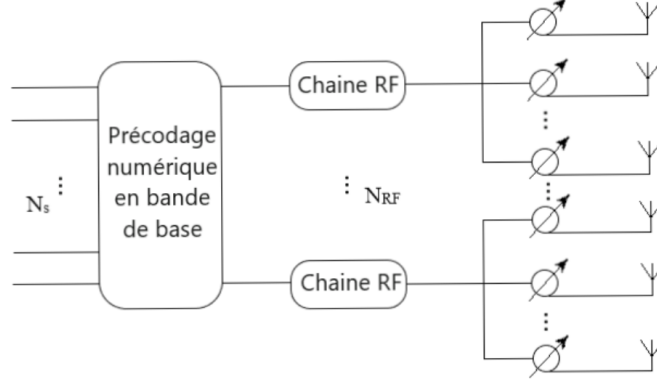 Chaine RF
Précodage
numérique
en bande
de base
Ns
NRF
Chaine RF